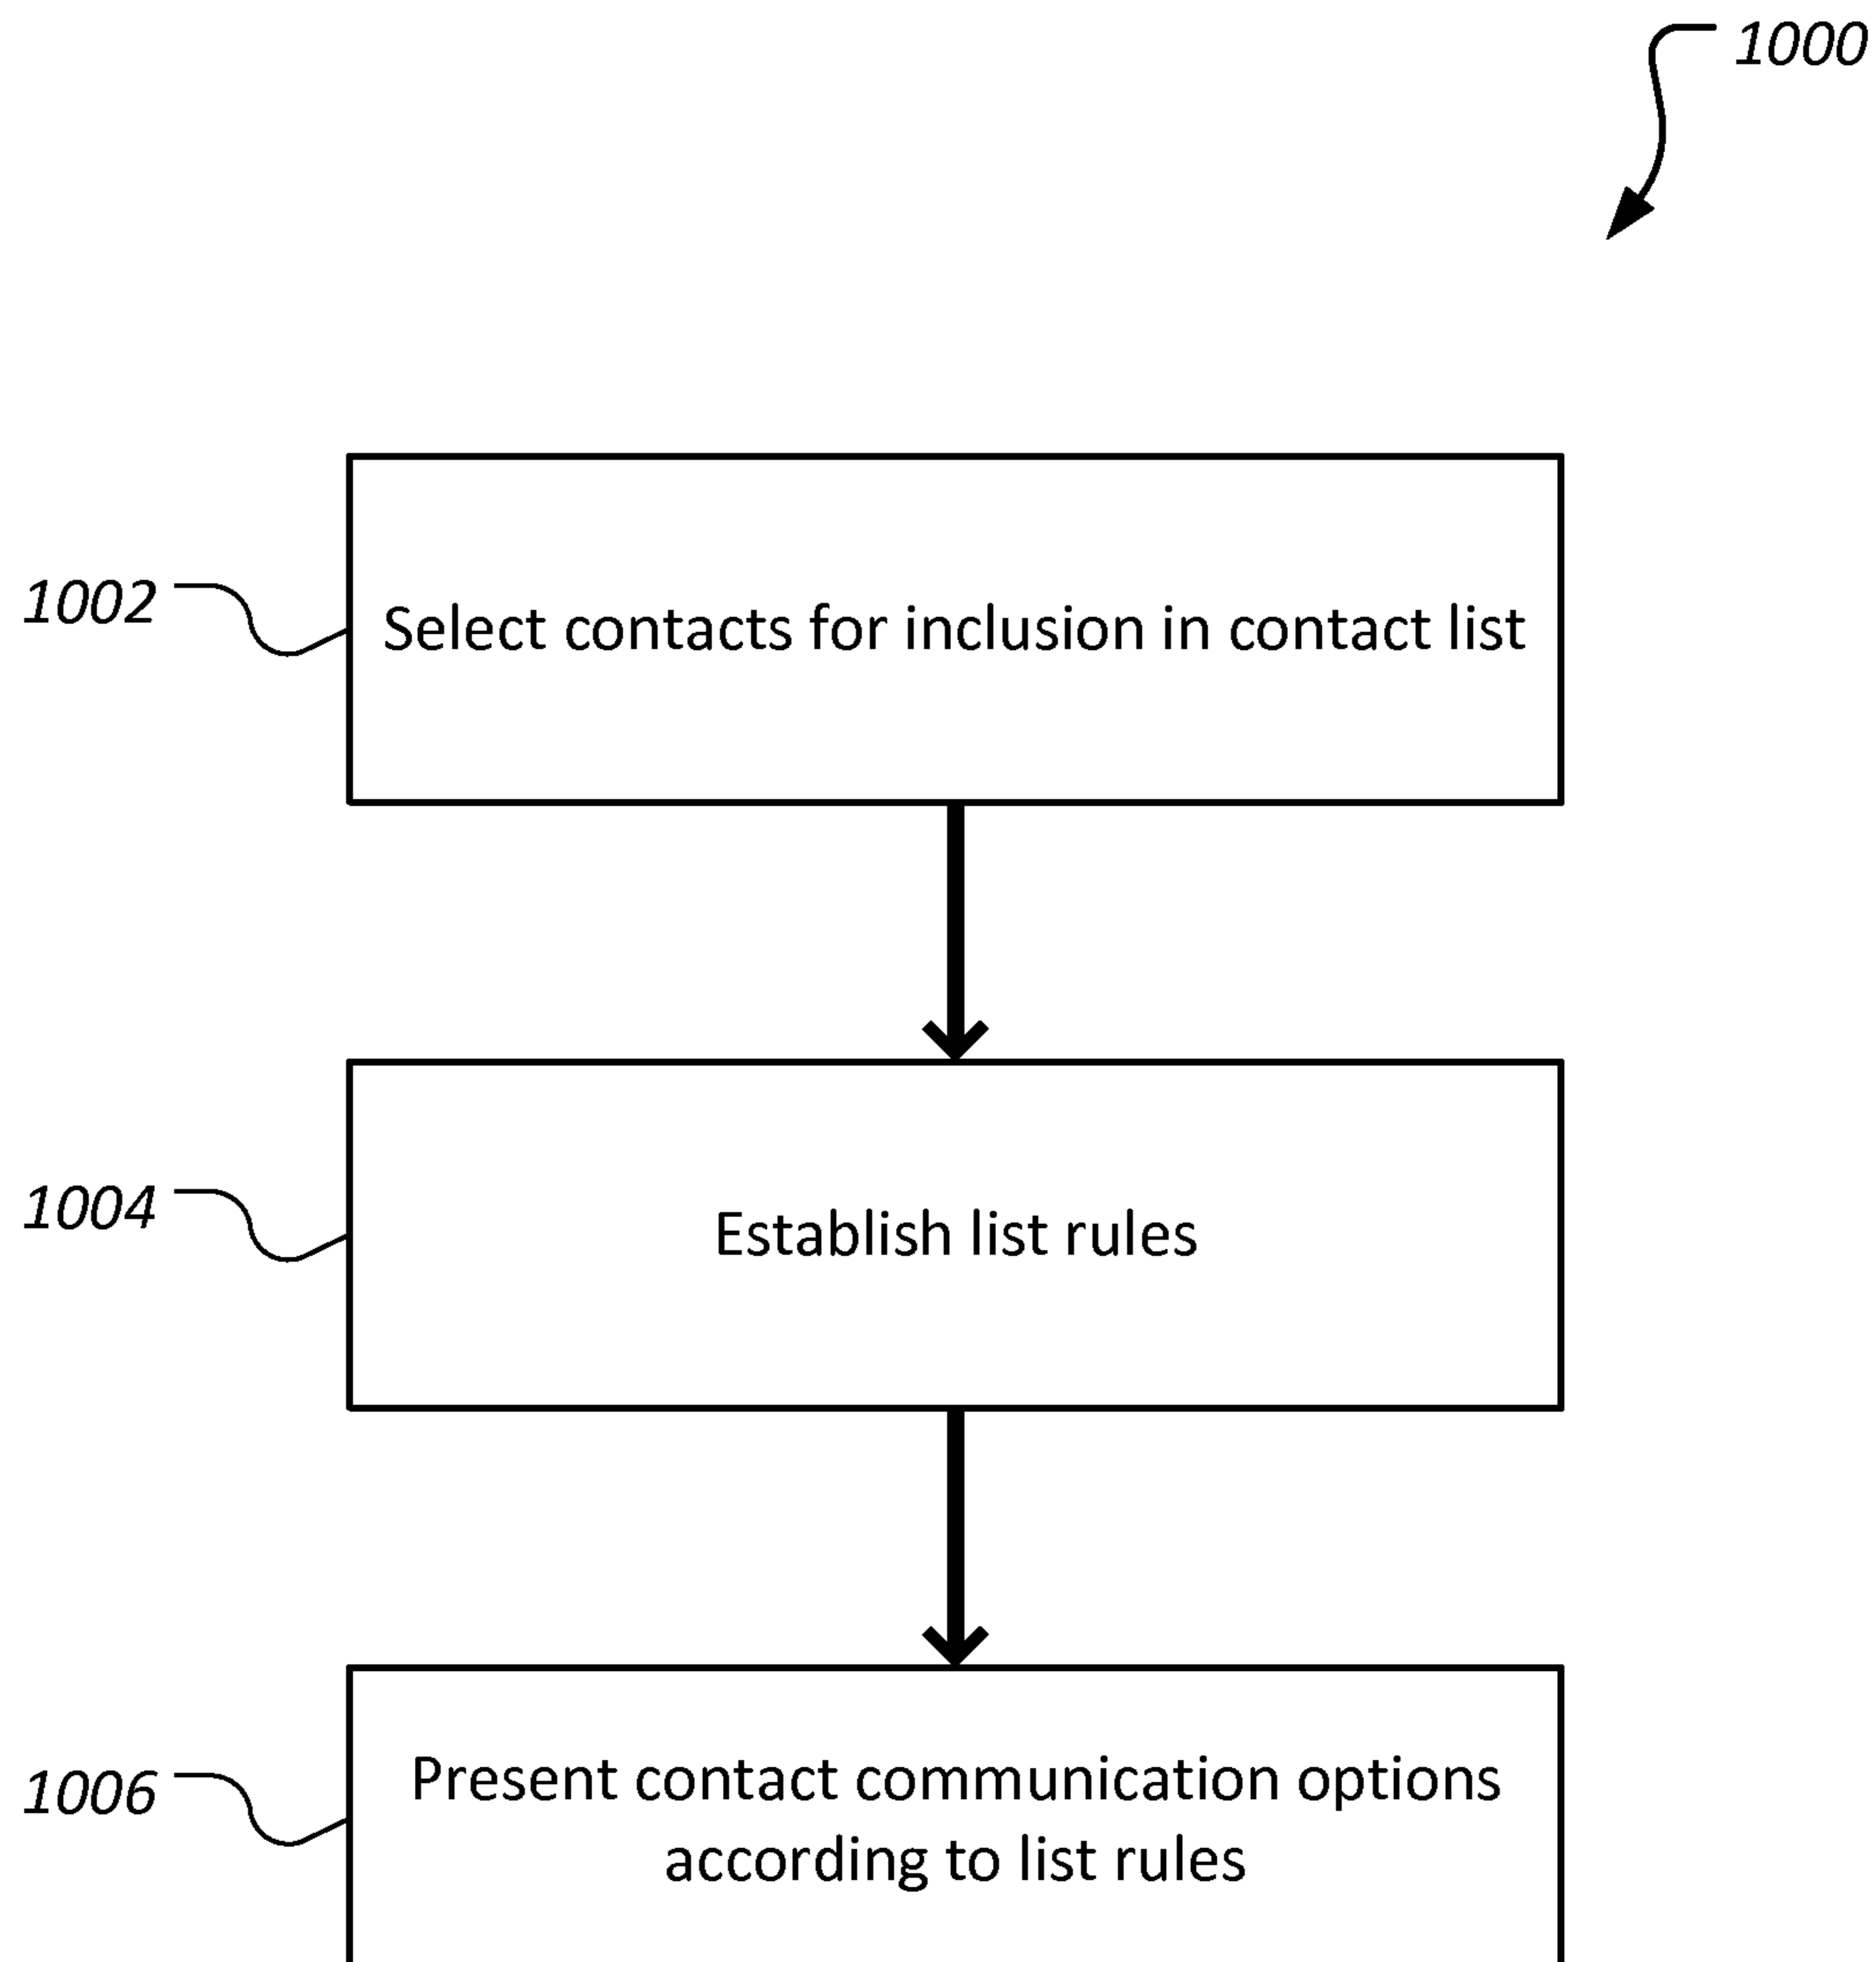 1000
1002
Select contacts for inclusion in contact list
1004
Establish list rules
1006
Present contact communication options
according to list rules